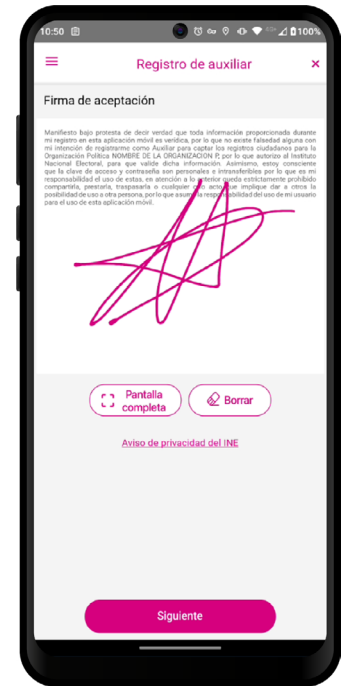 10:50 100%
Registro de auxiliar ×
Firma de aceptación
Manifiesto bajo protesta de decir verdad que toda información proporcionada durante
mi registro en esta aplicación móvil es verídica, por lo que no existe falsedad alguna con
mi intención de registrarme como Auxiliar para captar los registros ciudadanos para la
Organización Política NOMBRE DE LA ORGANIZACION P, por lo que autorizo al Instituto
Nacional Electoral, para que valide dicha información. Asimismo, estoy consciente
que la clave de acceso y contraseña son personales e intransferibles por lo que es mi
responsabilidad el uso de estas, en atención a lo anterior queda estrictamente prohibido
compartirla, prestarla, traspasarla o cualquier otro acto que implique dar a otros la
posibilidad de uso a otra persona, por lo que asumo la responsabilidad del uso de mi usuario
para el uso de esta aplicación móvil.
Pantalla
completa
Borrar
Aviso de privacidad del INE
Siguiente